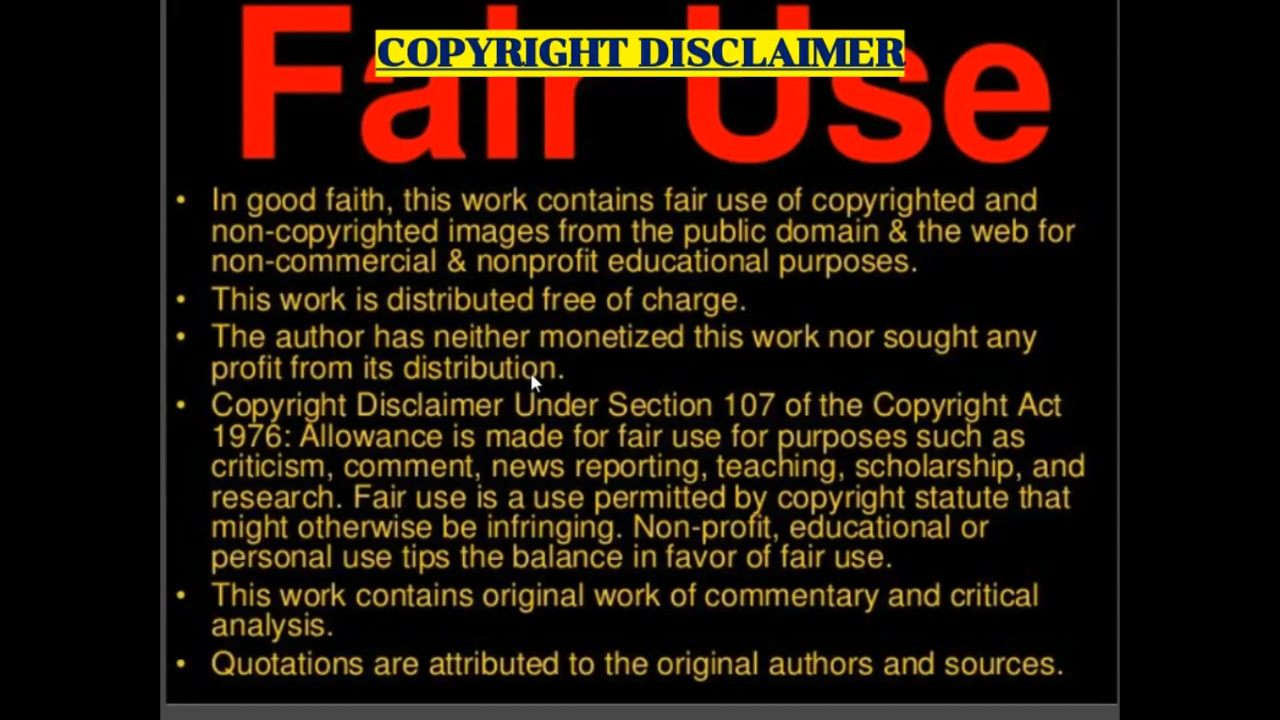 COPYRIGHT DISCLAIMER
Fair Use
• In good faith, this work contains fair use of copyrighted and
non-copyrighted images from the public domain & the web for
non-commercial & nonprofit educational purposes.
• This work is distributed free of charge.
• The author has neither monetized this work nor sought any
profit from its distribution.
• Copyright Disclaimer Under Section 107 of the Copyright Act
1976: Allowance is made for fair use for purposes such as
criticism, comment, news reporting, teaching, scholarship, and
research. Fair use is a use permitted by copyright statute that
might otherwise be infringing. Non-profit, educational or
personal use tips the balance in favor of fair use.
• This work contains original work of commentary and critical
analysis.
• Quotations are attributed to the original authors and sources.